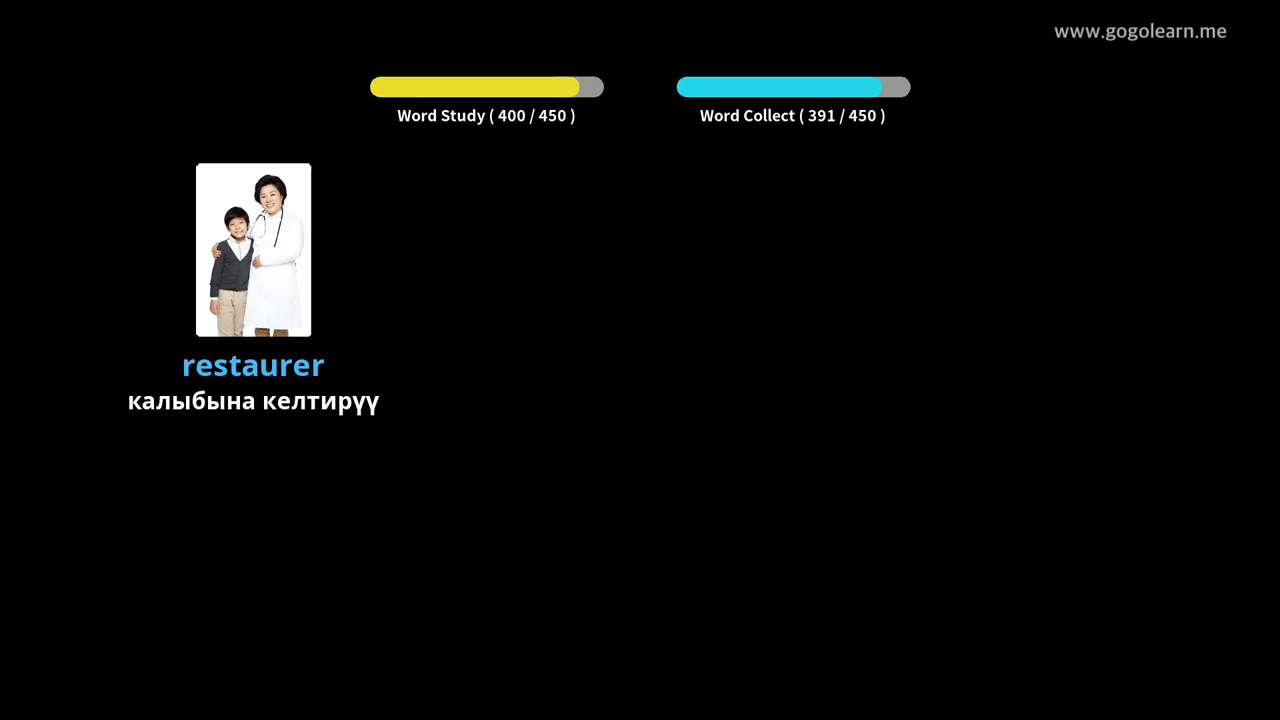 www.gogolearn.me
Word Study ( 400 / 450 )
Word Collect ( 391 / 450 )
restaurer
калыбына келтирүү